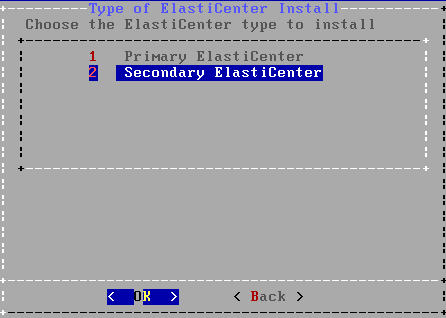 Type of ElastiCenter Install
Choose the ElastiCenter type to install
1 Primary ElastiCenter
2 Secondary ElastiCenter
< OK > < Back >